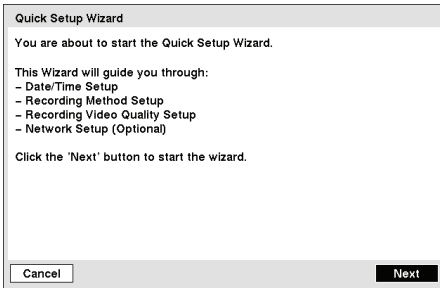 Quick Setup Wizard
You are about to start the Quick Setup Wizard.
This Wizard will guide you through:
– Date/Time Setup
– Recording Method Setup
– Recording Video Quality Setup
– Network Setup (Optional)
Click the 'Next' button to start the wizard.
Cancel
Next